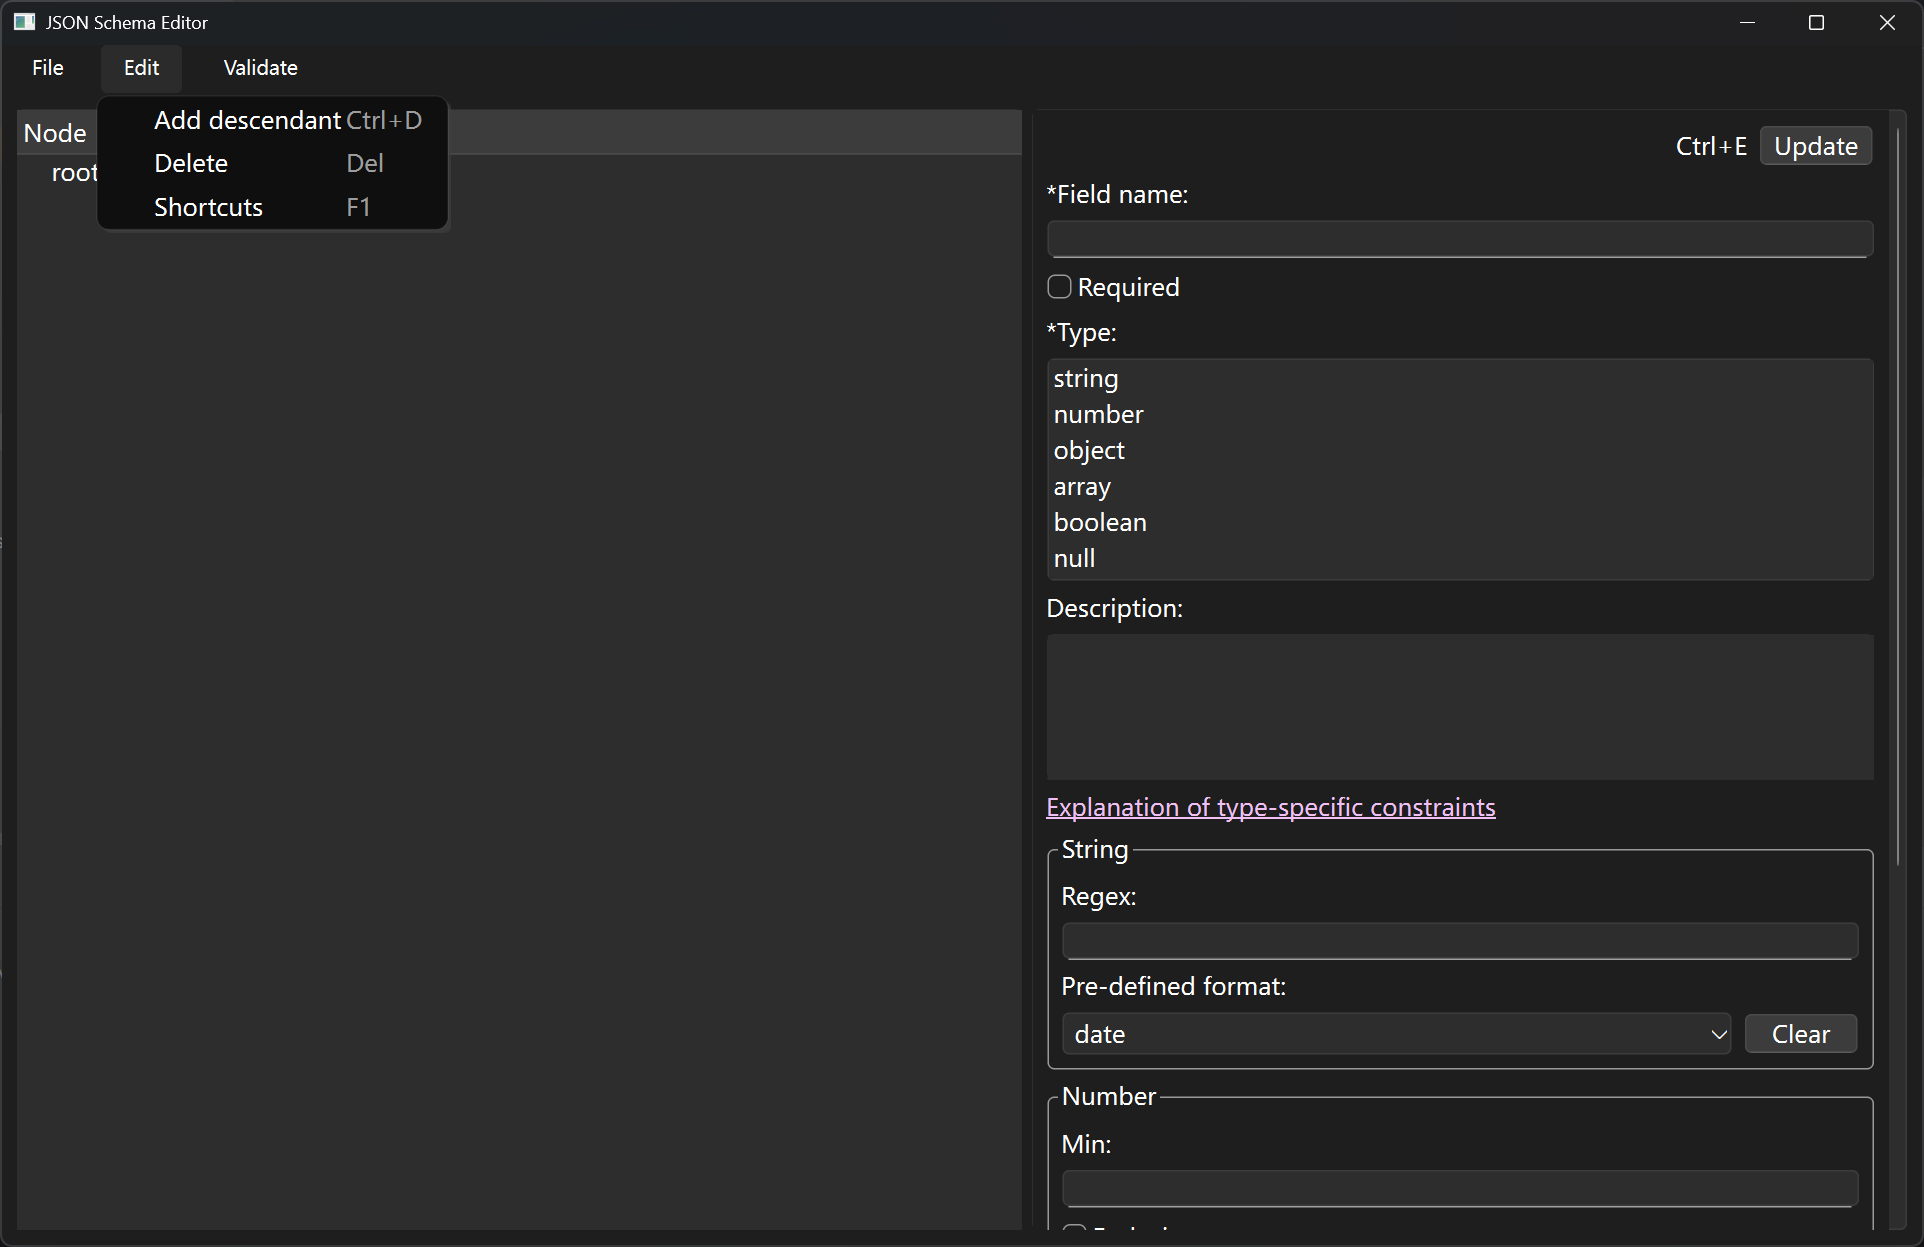 JSON Schema Editor
File Edit Validate
Add descendant Ctrl+D
Delete Del
Shortcuts F1
Node
root
Ctrl+E Update
*Field name:
Required
*Type:
string
number
object
array
boolean
null
Description:
Explanation of type-specific constraints
String
Regex:
Pre-defined format:
date Clear
Number
Min: